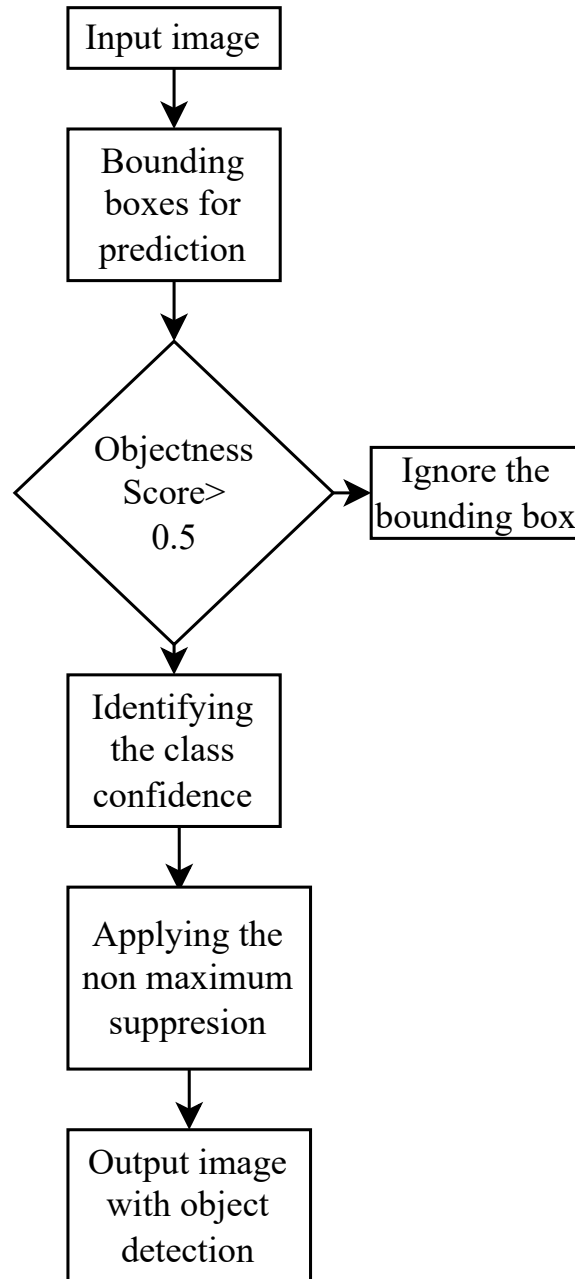 Input image
Bounding
boxes for
prediction
Objectness
Score>
0.5
Ignore the
bounding box
Identifying
the class
confidence
Applying the
non maximum
suppresion
Output image
with object
detection